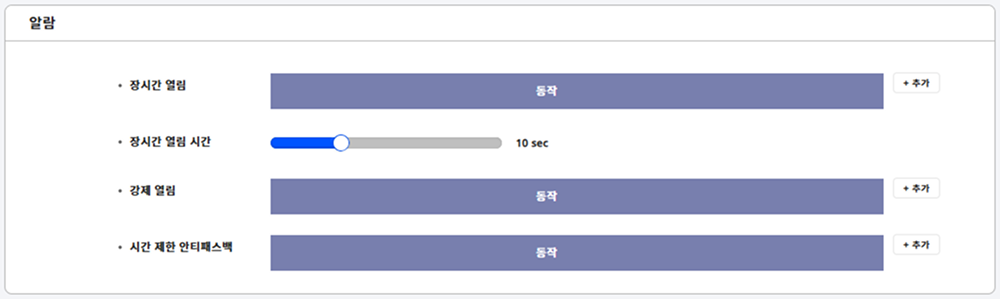 알람
• 장시간 열림
동작
+ 추가
• 장시간 열림 시간
10 sec
• 강제 열림
동작
+ 추가
• 시간 제한 안티패스백
동작
+ 추가